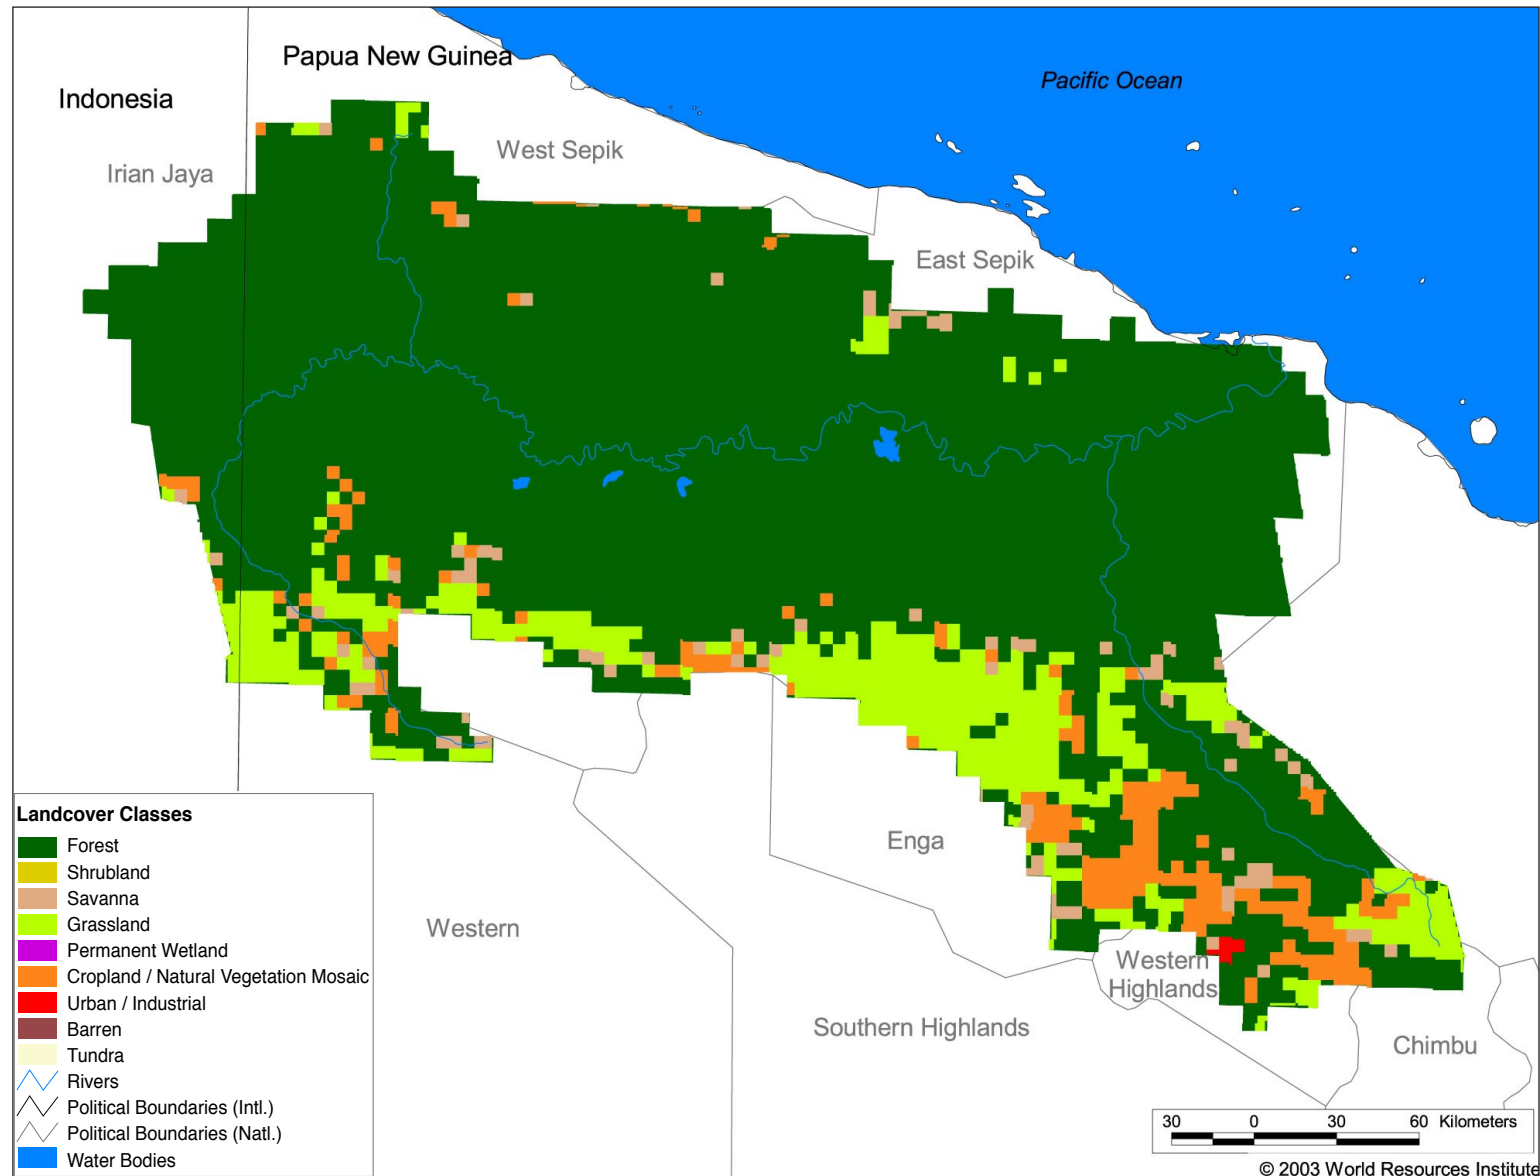 Papua New Guinea
Pacific Ocean
Indonesia
West Sepik
Irian Jaya
East Sepik
Enga
Western
Western
Highlands
Southern Highlands
Chimbu
Landcover Classes
Forest
Shrubland
Savanna
Grassland
Permanent Wetland
Cropland / Natural Vegetation Mosaic
Urban / Industrial
Barren
Tundra
Rivers
Political Boundaries (Intl.)
Political Boundaries (Natl.)
Water Bodies
30 0 30 60 Kilometers
© 2003 World Resources Institute